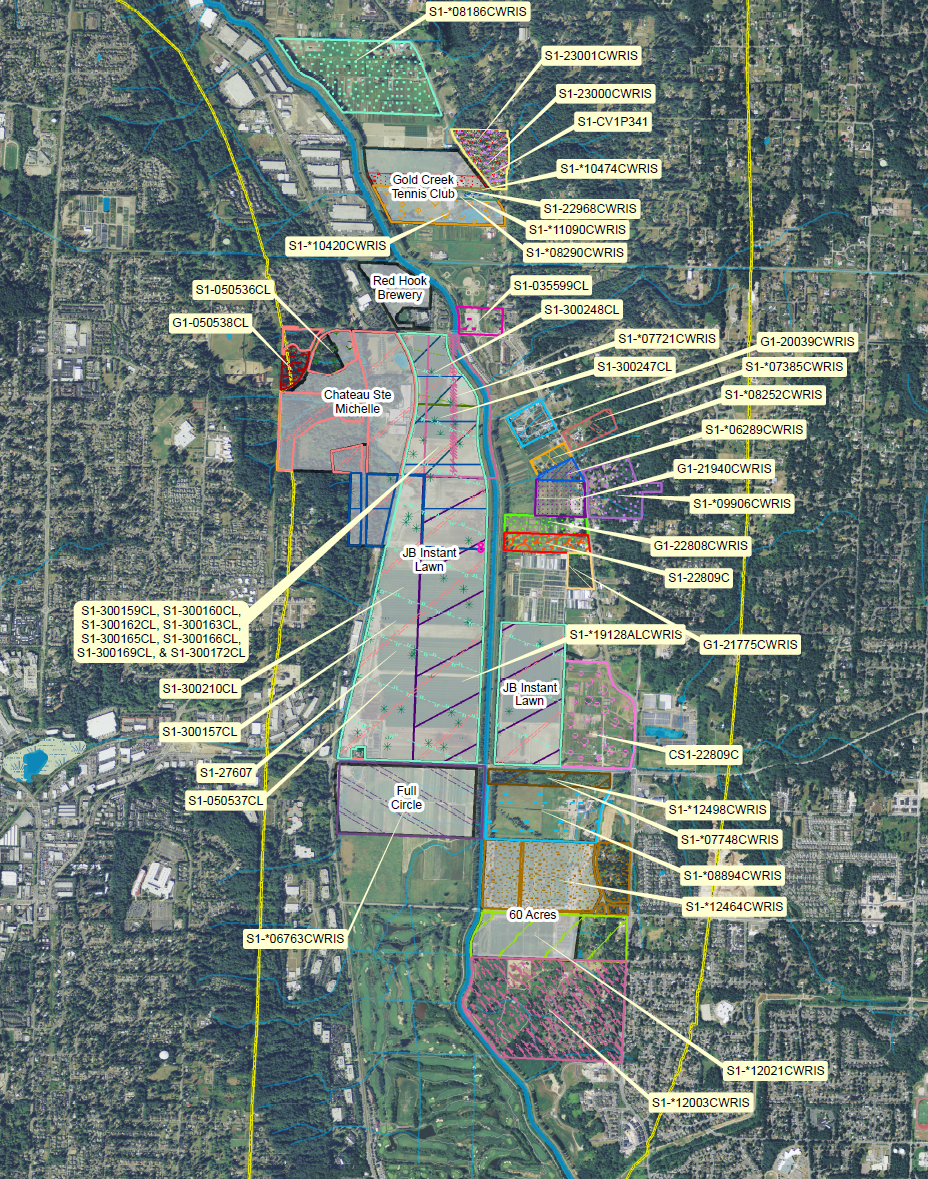 S1-*08186CWRIS
S1-23001CWRIS
S1-23000CWRIS
S1-CV1P341
S1-*10474CWRIS
Gold Creek
Tennis Club
S1-22968CWRIS
S1-*11090CWRIS
S1-*10420CWRIS
S1-*08290CWRIS
Red Hook
Brewery
S1-050536CL
S1-035599CL
S1-300248CL
G1-050538CL
S1-*07721CWRIS
G1-20039CWRIS
S1-300247CL
S1-*07385CWRIS
Chateau Ste
Michelle
S1-*08252CWRIS
S1-*06289CWRIS
G1-21940CWRIS
S1-*09906CWRIS
G1-22808CWRIS
JB Instant
Lawn
S1-22809C
S1-300159CL, S1-300160CL,
S1-300162CL, S1-300163CL,
S1-300165CL, S1-300166CL,
S1-300169CL, & S1-300172CL
S1-*19128ALCWRIS
G1-21775CWRIS
S1-300210CL
JB Instant
Lawn
S1-300157CL
CS1-22809C
S1-27607
S1-050537CL
Full
Circle
S1-*12498CWRIS
S1-*07748CWRIS
S1-*08894CWRIS
S1-*12464CWRIS
60 Acres
S1-*06763CWRIS
S1-*12021CWRIS
S1-*12003CWRIS